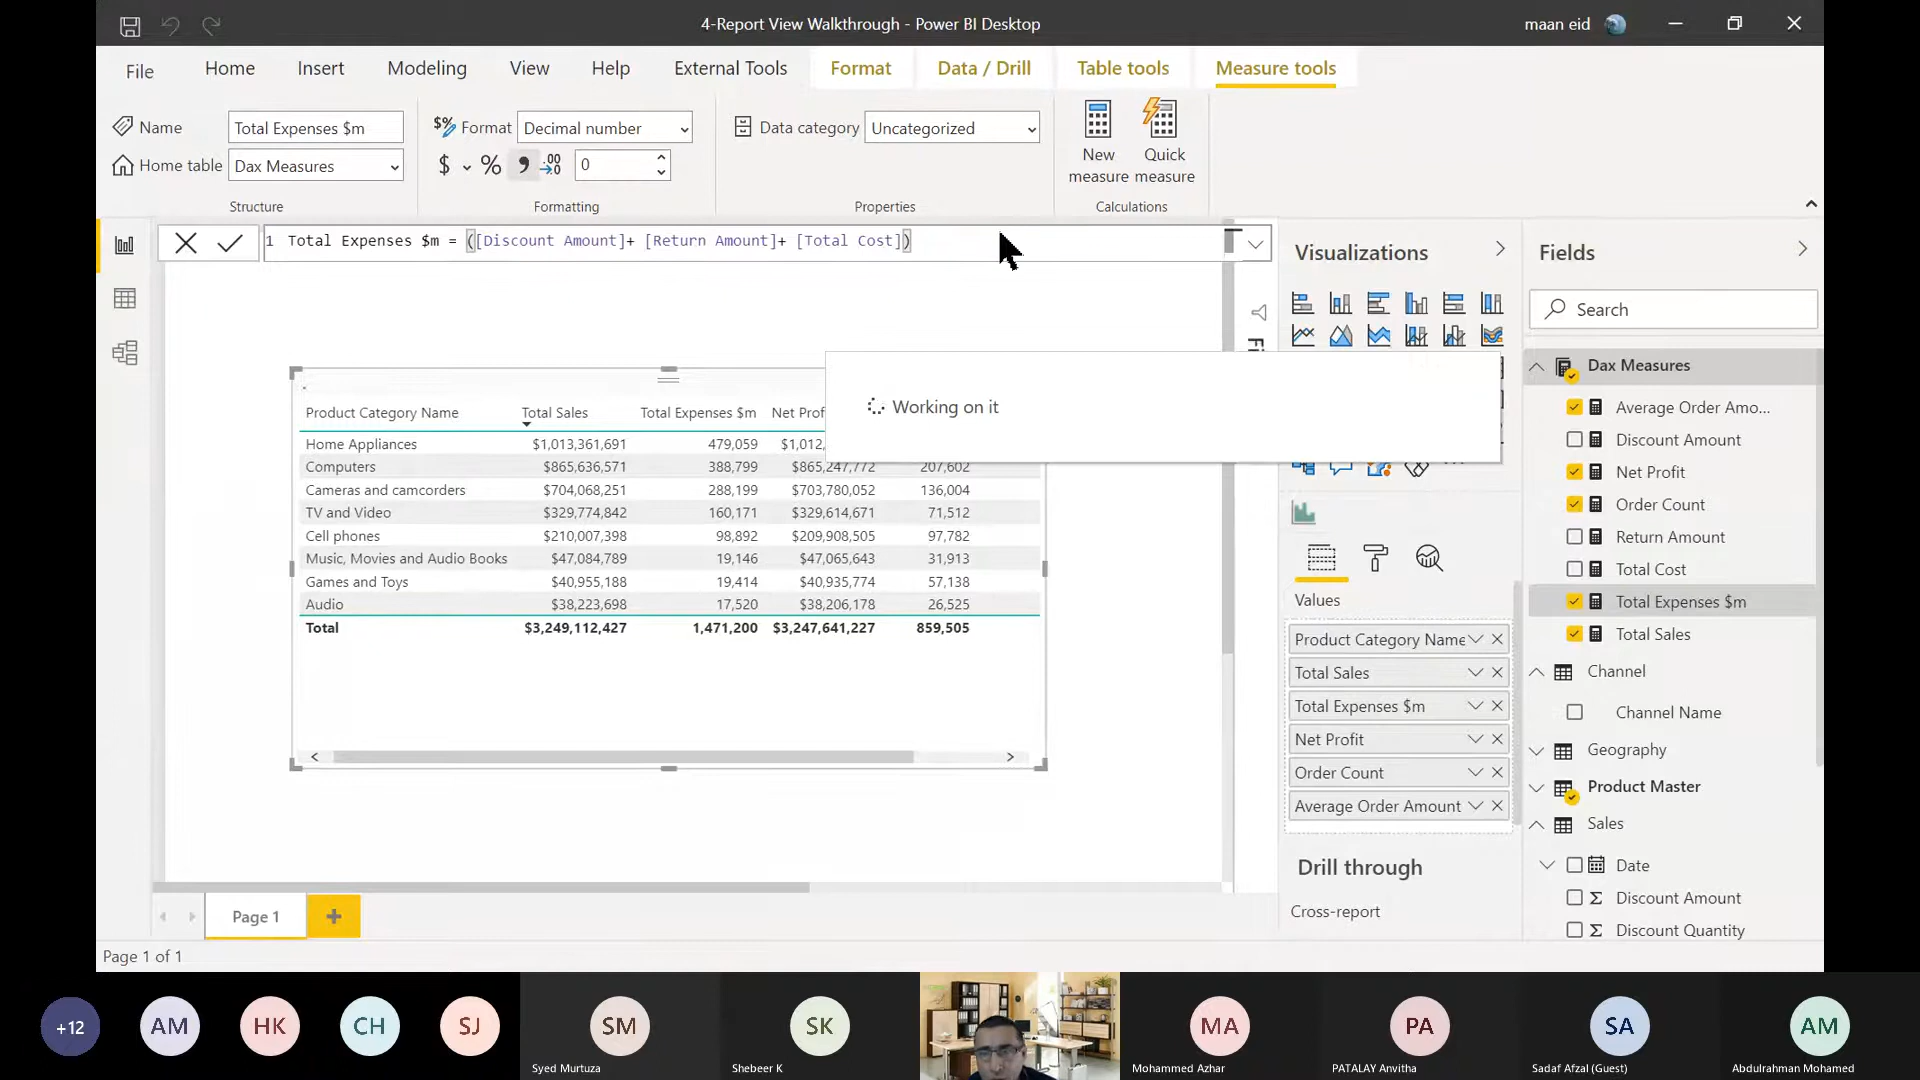 4-Report View Walkthrough - Power BI Desktop
maan eid
File
Home
Insert
Modeling
View
Help
External Tools
Format
Data / Drill
Table tools
Measure tools
Name
Total Expenses $m
Home table
Dax Measures
Structure
Format
Decimal number
$ % 0
Formatting
Data category
Uncategorized
Properties
New measure
Quick measure
Calculations
1 Total Expenses $m = ([Discount Amount]+ [Return Amount]+ [Total Cost])
Working on it
Product Category Name Total Sales Total Expenses $m Net Prof
Home Appliances $1,013,361,691 479,059 $1,012,
Computers $865,636,571 388,799 $865,247,772 207,602
Cameras and camcorders $704,068,251 288,199 $703,780,052 136,004
TV and Video $329,774,842 160,171 $329,614,671 71,512
Cell phones $210,007,398 98,892 $209,908,505 97,782
Music, Movies and Audio Books $47,084,789 19,146 $47,065,643 31,913
Games and Toys $40,955,188 19,414 $40,935,774 57,138
Audio $38,223,698 17,520 $38,206,178 26,525
Total $3,249,112,427 1,471,200 $3,247,641,227 859,505
Visualizations
Values
Product Category Name
Total Sales
Total Expenses $m
Net Profit
Order Count
Average Order Amount
Drill through
Cross-report
Fields
Search
Dax Measures
Average Order Amo...
Discount Amount
Net Profit
Order Count
Return Amount
Total Cost
Total Expenses $m
Total Sales
Channel
Channel Name
Geography
Product Master
Sales
Date
Discount Amount
Discount Quantity
Page 1
Page 1 of 1
+12
AM
HK
CH
SJ
SM
Syed Murtuza
SK
Shebeer K
MA
Mohammed Azhar
PA
PATALAY Anvitha
SA
Sadaf Afzal (Guest)
AM
Abdulrahman Mohamed